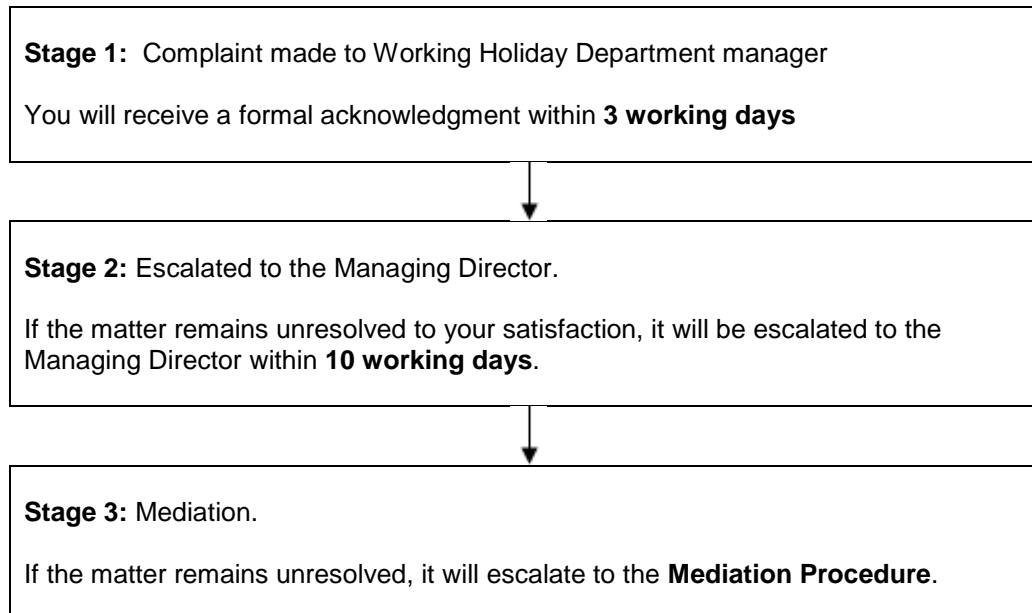 Stage 1: Complaint made to Working Holiday Department manager
You will receive a formal acknowledgment within 3 working days
Stage 2: Escalated to the Managing Director.
If the matter remains unresolved to your satisfaction, it will be escalated to the
Managing Director within 10 working days.
Stage 3: Mediation.
If the matter remains unresolved, it will escalate to the Mediation Procedure.